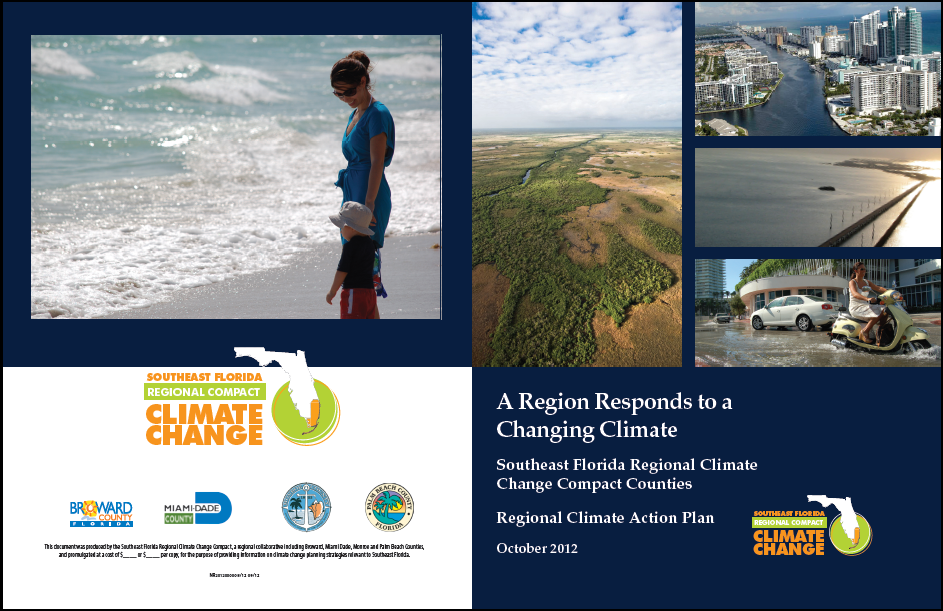 SOUTHEAST FLORIDA
REGIONAL COMPACT
CLIMATE
CHANGE
BROWARD
COUNTY
FLORIDA
MIAMI-DADE
COUNTY
PALM BEACH COUNTY
FLORIDA
This document was produced by the Southeast Florida Regional Climate Change Compact, a regional collaborative including Broward, Miami Dade, Monroe and Palm Beach Counties,
and promulgated at a cost of $_____ or $_____ per copy, for the purpose of providing information on climate change planning strategies relevant to Southeast Florida.
A Region Responds to a
Changing Climate
Southeast Florida Regional Climate
Change Compact Counties
Regional Climate Action Plan
October 2012
SOUTHEAST FLORIDA
REGIONAL COMPACT
CLIMATE
CHANGE